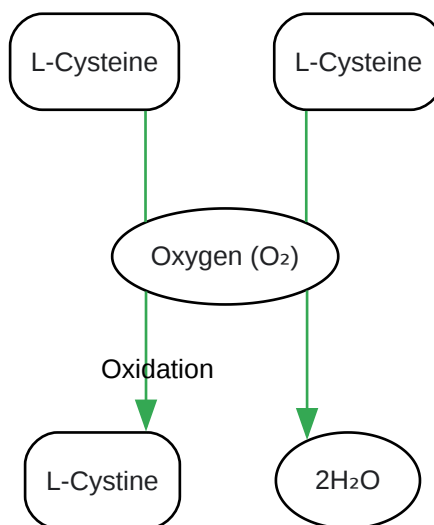 L-Cysteine
L-Cysteine
Oxygen (O₂)
Oxidation
L-Cystine
2H₂O